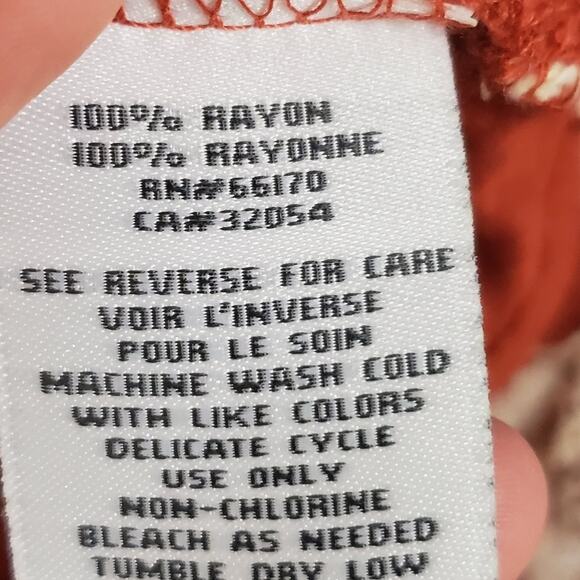 100% RAYON
100% RAYONNE
RN#66170
CA#32054
SEE REVERSE FOR CARE
VOIR L'INVERSE
POUR LE SOIN
MACHINE WASH COLD
WITH LIKE COLORS
DELICATE CYCLE
USE ONLY
NON-CHLORINE
BLEACH AS NEEDED
TUMBLE DRY LOW